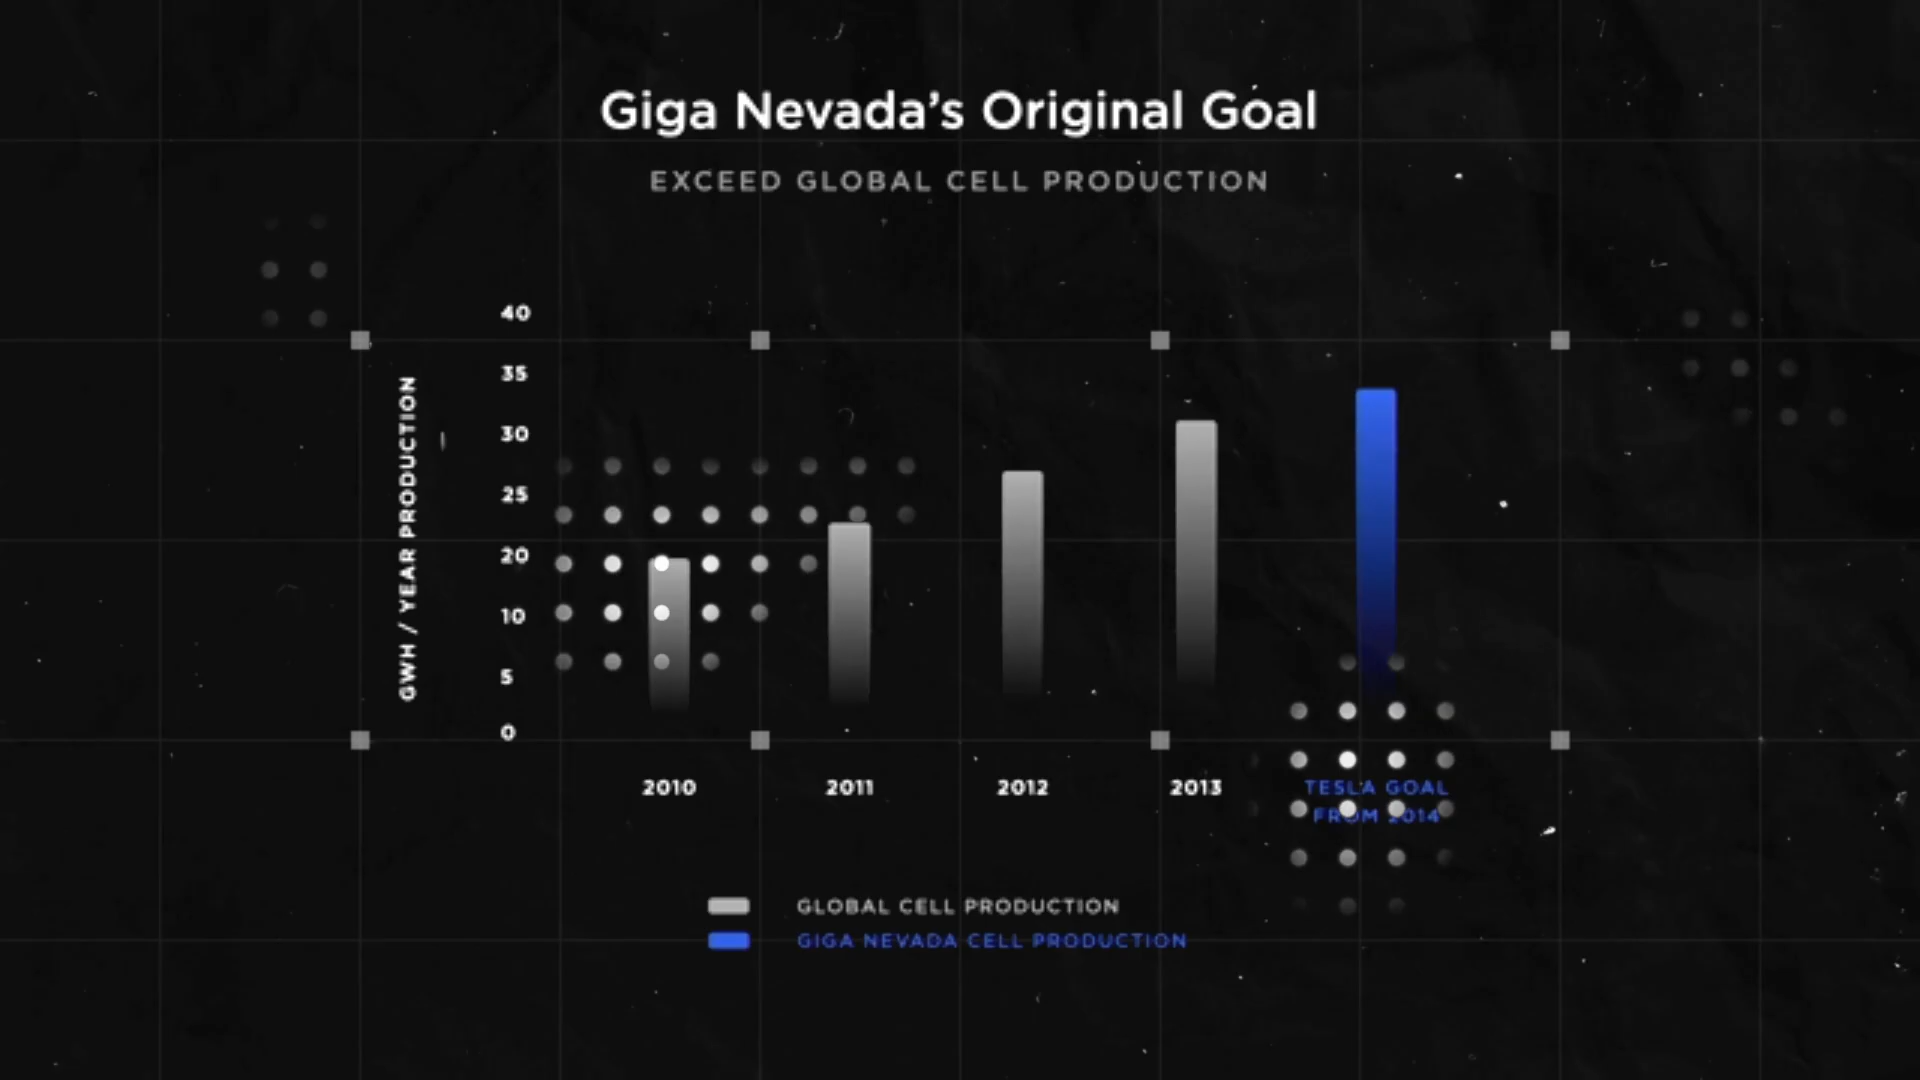 Giga Nevada's Original Goal
EXCEED GLOBAL CELL PRODUCTION
GWH / YEAR PRODUCTION
40
35
30
25
20
10
5
0
2010
2011
2012
2013
TESLA GOAL
FROM 2014
GLOBAL CELL PRODUCTION
GIGA NEVADA CELL PRODUCTION